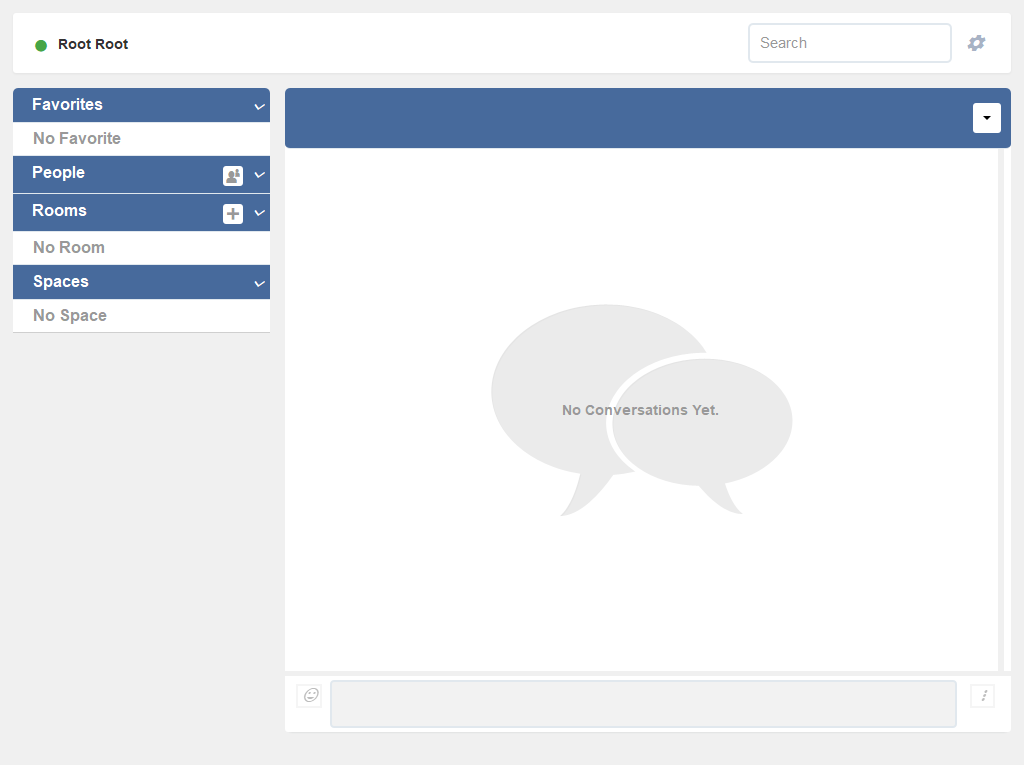 Root Root
Search
Favorites
No Favorite
People
Rooms
No Room
Spaces
No Space
No Conversations Yet.